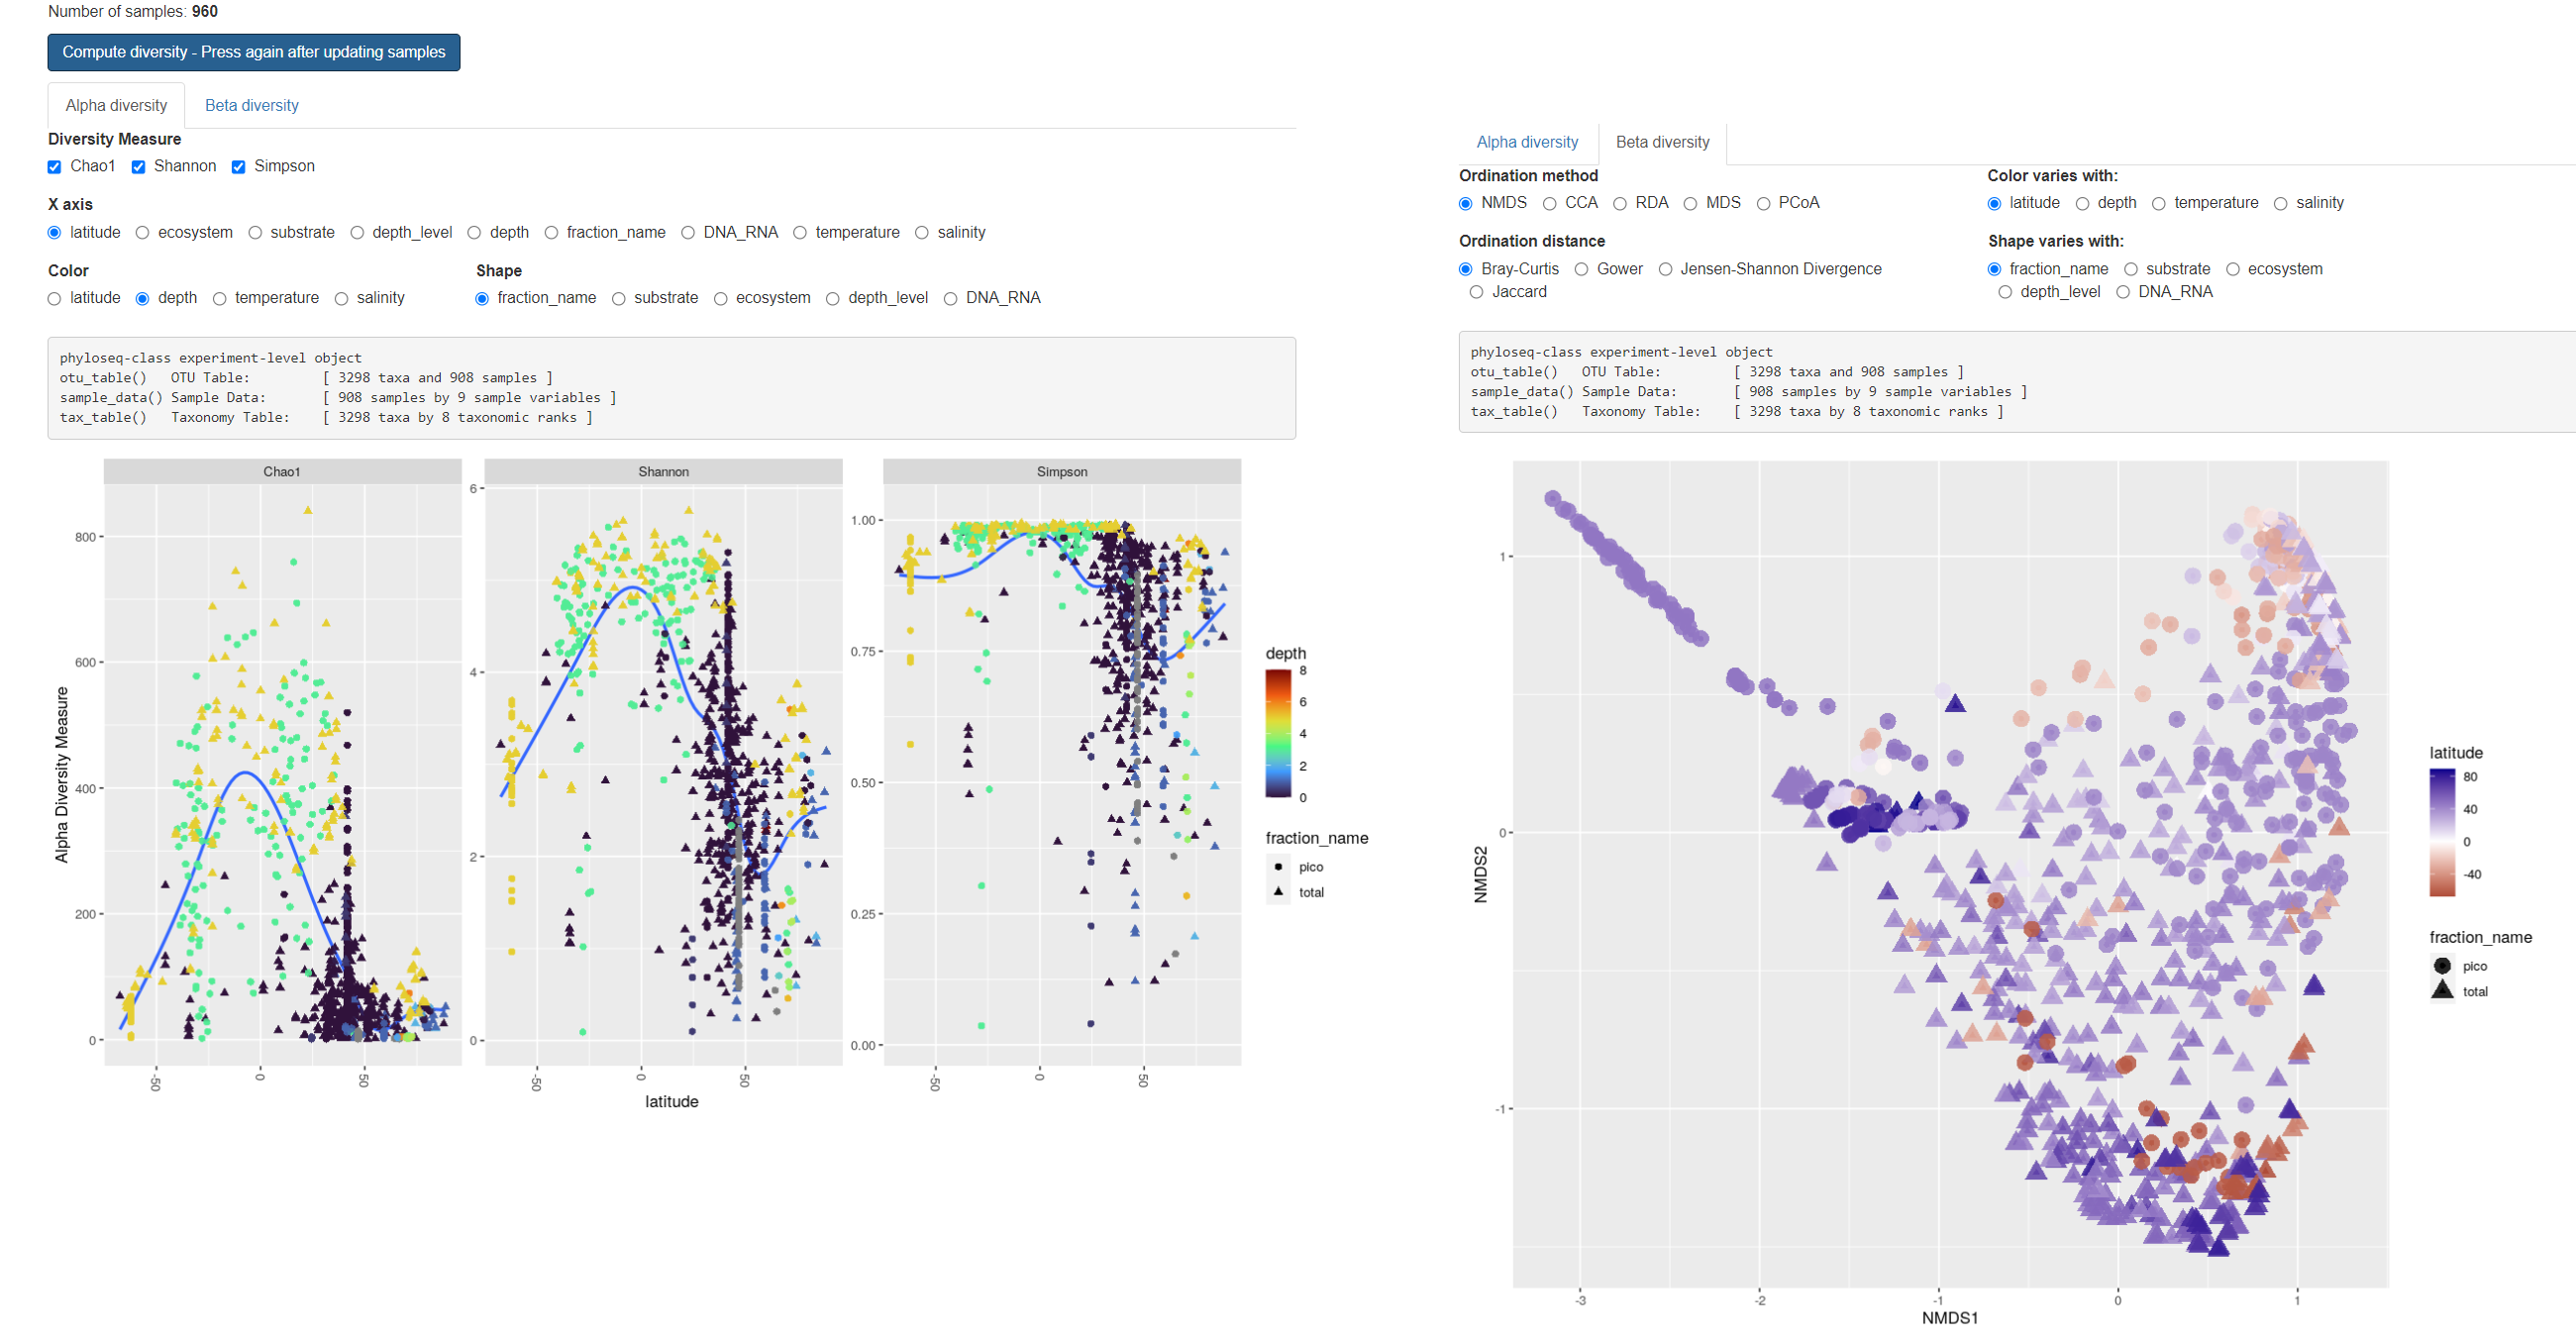 Number of samples: 960
Compute diversity - Press again after updating samples
Alpha diversity Beta diversity
Diversity Measure
Chao1 Shannon Simpson
X axis
latitude ecosystem substrate depth_level depth fraction_name DNA_RNA temperature salinity
Color Shape
latitude depth temperature salinity fraction_name substrate ecosystem depth_level DNA_RNA
phyloseq-class experiment-level object
otu_table() OTU Table: [ 3298 taxa and 908 samples ]
sample_data() Sample Data: [ 908 samples by 9 sample variables ]
tax_table() Taxonomy Table: [ 3298 taxa by 8 taxonomic ranks ]
Chao1 Shannon Simpson
Alpha Diversity Measure
800
600
400
200
0
-50 0 50
6
4
2
0
-50 0 50
1.00
0.75
0.50
0.25
0.00
-50 0 50
latitude
depth
8
6
4
2
0
fraction_name
pico
total
Alpha diversity Beta diversity
Ordination method Color varies with:
NMDS CCA RDA MDS PCoA latitude depth temperature salinity
Ordination distance Shape varies with:
Bray-Curtis Gower Jensen-Shannon Divergence fraction_name substrate ecosystem
Jaccard depth_level DNA_RNA
phyloseq-class experiment-level object
otu_table() OTU Table: [ 3298 taxa and 908 samples ]
sample_data() Sample Data: [ 908 samples by 9 sample variables ]
tax_table() Taxonomy Table: [ 3298 taxa by 8 taxonomic ranks ]
NMDS2
1
0
-1
-3 -2 -1 0 1
NMDS1
latitude
80
40
0
-40
fraction_name
pico
total